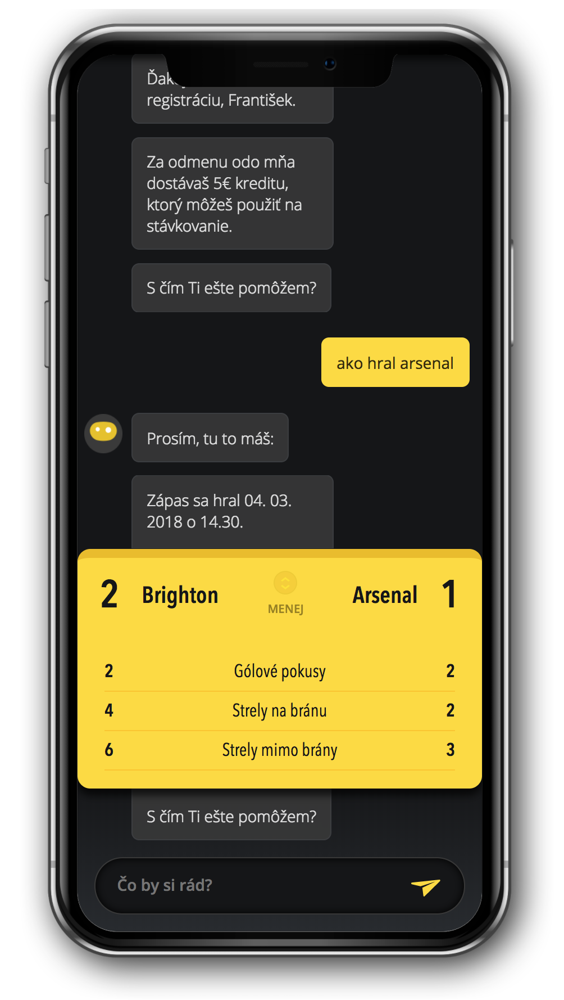 registráciu, František.
Za odmenu odo mňa
dostávaš 5€ kreditu,
ktorý môžeš použiť na
stávkovanie.
S čím Ti ešte pomôžem?
ako hral arsenal
Prosím, tu to máš:
Zápas sa hral 04. 03.
2018 o 14.30.
2 Brighton Arsenal 1
MENEJ
2 Gólové pokusy 2
4 Strely na bránu 2
6 Strely mimo brány 3
S čím Ti ešte pomôžem?
Čo by si rád?